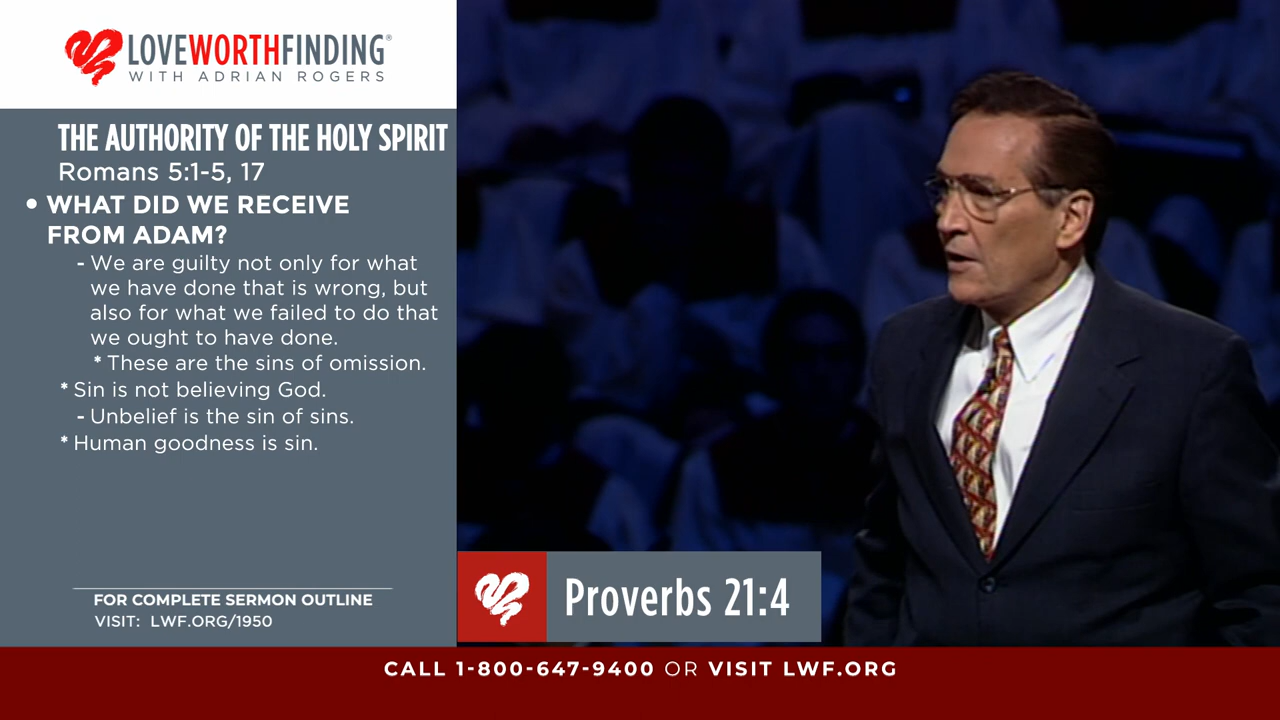 LOVEWORTHFINDING®
WITH ADRIAN ROGERS
THE AUTHORITY OF THE HOLY SPIRIT
Romans 5:1-5, 17
• WHAT DID WE RECEIVE
FROM ADAM?
- We are guilty not only for what
we have done that is wrong, but
also for what we failed to do that
we ought to have done.
* These are the sins of omission.
* Sin is not believing God.
- Unbelief is the sin of sins.
* Human goodness is sin.
FOR COMPLETE SERMON OUTLINE
VISIT: LWF.ORG/1950
Proverbs 21:4
CALL 1-800-647-9400 OR VISIT LWF.ORG